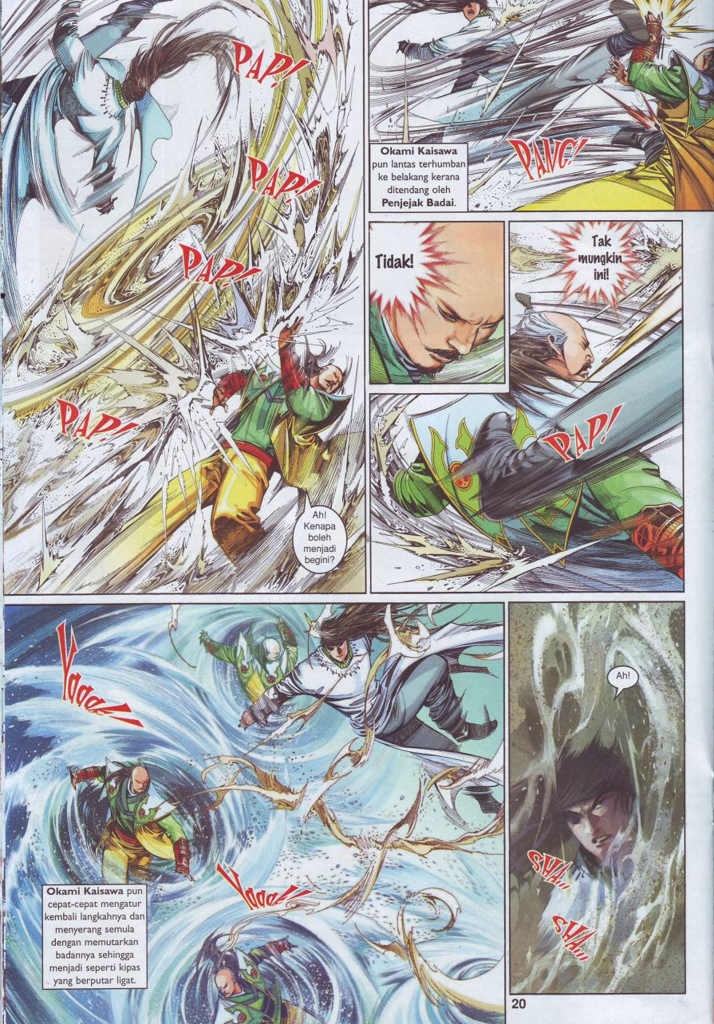 PAP!
PAP!
PAP!
PAP!
Ah!
Kenapa
boleh
menjadi
begini?
PANG!
Okami Kaisawa
pun lantas terhumban
ke belakang kerana
ditendang oleh
Penjejak Badai.
Tidak!
Tak
mungkin
ini!
PAP!
Yaaa!
Okami Kaisawa pun
cepat-cepat mengatur
kembali langkahnya dan
menyerang semula
dengan memutarkan
badannya sehingga
menjadi seperti kipas
yang berputar ligat.
Yaaa!
Ah!
20